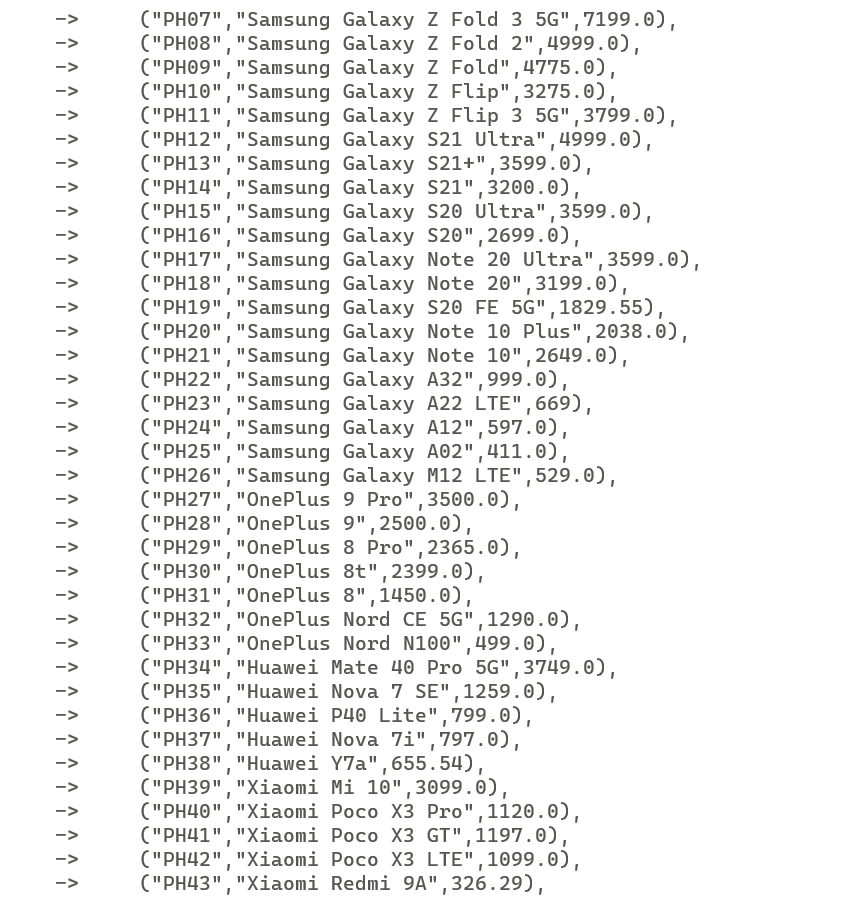 ->     ("PH07","Samsung Galaxy Z Fold 3 5G",7199.0),
->     ("PH08","Samsung Galaxy Z Fold 2",4999.0),
->     ("PH09","Samsung Galaxy Z Fold",4775.0),
->     ("PH10","Samsung Galaxy Z Flip",3275.0),
->     ("PH11","Samsung Galaxy Z Flip 3 5G",3799.0),
->     ("PH12","Samsung Galaxy S21 Ultra",4999.0),
->     ("PH13","Samsung Galaxy S21+",3599.0),
->     ("PH14","Samsung Galaxy S21",3200.0),
->     ("PH15","Samsung Galaxy S20 Ultra",3599.0),
->     ("PH16","Samsung Galaxy S20",2699.0),
->     ("PH17","Samsung Galaxy Note 20 Ultra",3599.0),
->     ("PH18","Samsung Galaxy Note 20",3199.0),
->     ("PH19","Samsung Galaxy S20 FE 5G",1829.55),
->     ("PH20","Samsung Galaxy Note 10 Plus",2038.0),
->     ("PH21","Samsung Galaxy Note 10",2649.0),
->     ("PH22","Samsung Galaxy A32",999.0),
->     ("PH23","Samsung Galaxy A22 LTE",669),
->     ("PH24","Samsung Galaxy A12",597.0),
->     ("PH25","Samsung Galaxy A02",411.0),
->     ("PH26","Samsung Galaxy M12 LTE",529.0),
->     ("PH27","OnePlus 9 Pro",3500.0),
->     ("PH28","OnePlus 9",2500.0),
->     ("PH29","OnePlus 8 Pro",2365.0),
->     ("PH30","OnePlus 8t",2399.0),
->     ("PH31","OnePlus 8",1450.0),
->     ("PH32","OnePlus Nord CE 5G",1290.0),
->     ("PH33","OnePlus Nord N100",499.0),
->     ("PH34","Huawei Mate 40 Pro 5G",3749.0),
->     ("PH35","Huawei Nova 7 SE",1259.0),
->     ("PH36","Huawei P40 Lite",799.0),
->     ("PH37","Huawei Nova 7i",797.0),
->     ("PH38","Huawei Y7a",655.54),
->     ("PH39","Xiaomi Mi 10",3099.0),
->     ("PH40","Xiaomi Poco X3 Pro",1120.0),
->     ("PH41","Xiaomi Poco X3 GT",1197.0),
->     ("PH42","Xiaomi Poco X3 LTE",1099.0),
->     ("PH43","Xiaomi Redmi 9A",326.29),